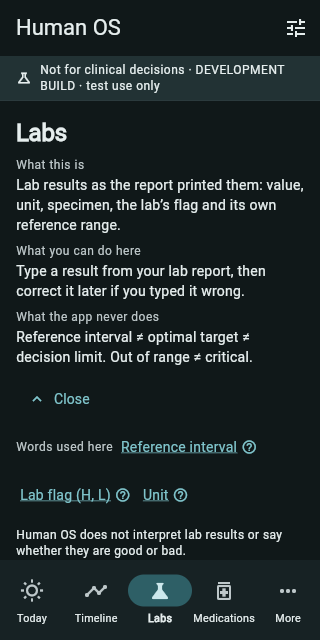 Human OS
Not for clinical decisions · DEVELOPMENT
BUILD · test use only
Labs
What this is
Lab results as the report printed them: value,
unit, specimen, the lab’s flag and its own
reference range.
What you can do here
Type a result from your lab report, then
correct it later if you typed it wrong.
What the app never does
Reference interval ≠ optimal target ≠
decision limit. Out of range ≠ critical.
Close
Words used here Reference interval
Lab flag (H, L) Unit
Human OS does not interpret lab results or say
whether they are good or bad.
Today Timeline Labs Medications More